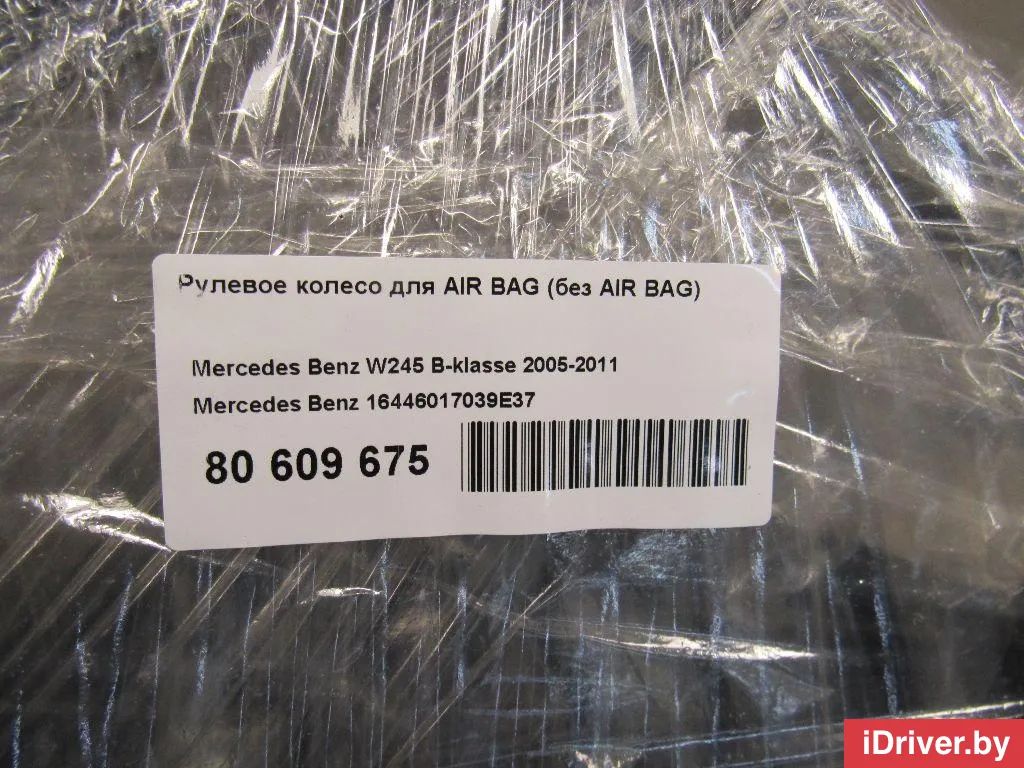 Рулевое колесо для AIR BAG (без AIR BAG)
Mercedes Benz W245 B-klasse 2005-2011
Mercedes Benz 16446017039E37
80 609 675
iDriver.by